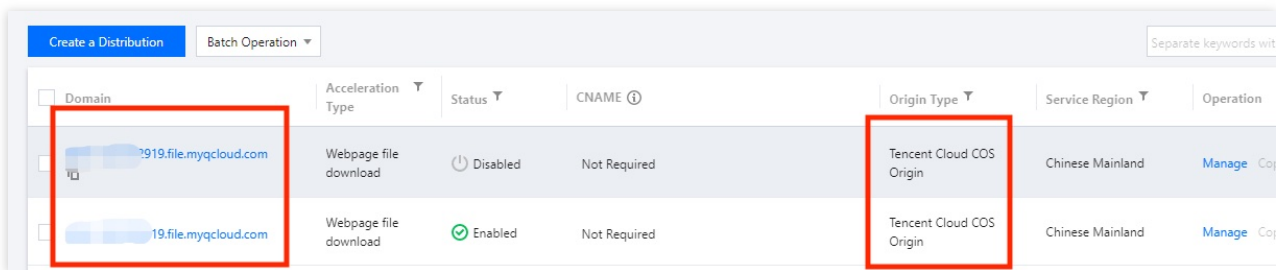 Create a Distribution
Batch Operation
Separate keywords wit
Domain
Acceleration
Type
Status
CNAME
Origin Type
Service Region
Operation
2919.file.myqcloud.com
Webpage file
download
Disabled
Not Required
Tencent Cloud COS
Origin
Chinese Mainland
Manage Cop
19.file.myqcloud.com
Webpage file
download
Enabled
Not Required
Tencent Cloud COS
Origin
Chinese Mainland
Manage Cop